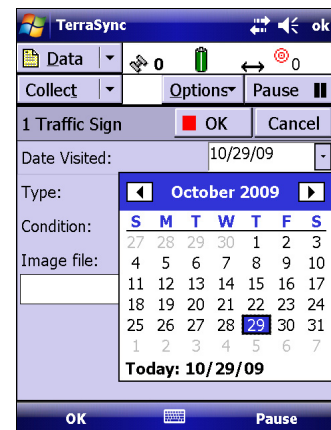 TerraSync ok
Data 0 0
Collect Options Pause
1 Traffic Sign OK Cancel
Date Visited: 10/29/09
Type:
Condition:
Image file:
October 2009
S M T W T F S
27 28 29 30 1 2 3
4 5 6 7 8 9 10
11 12 13 14 15 16 17
18 19 20 21 22 23 24
25 26 27 28 29 30 31
1 2 3 4 5 6 7
Today: 10/29/09
OK Pause